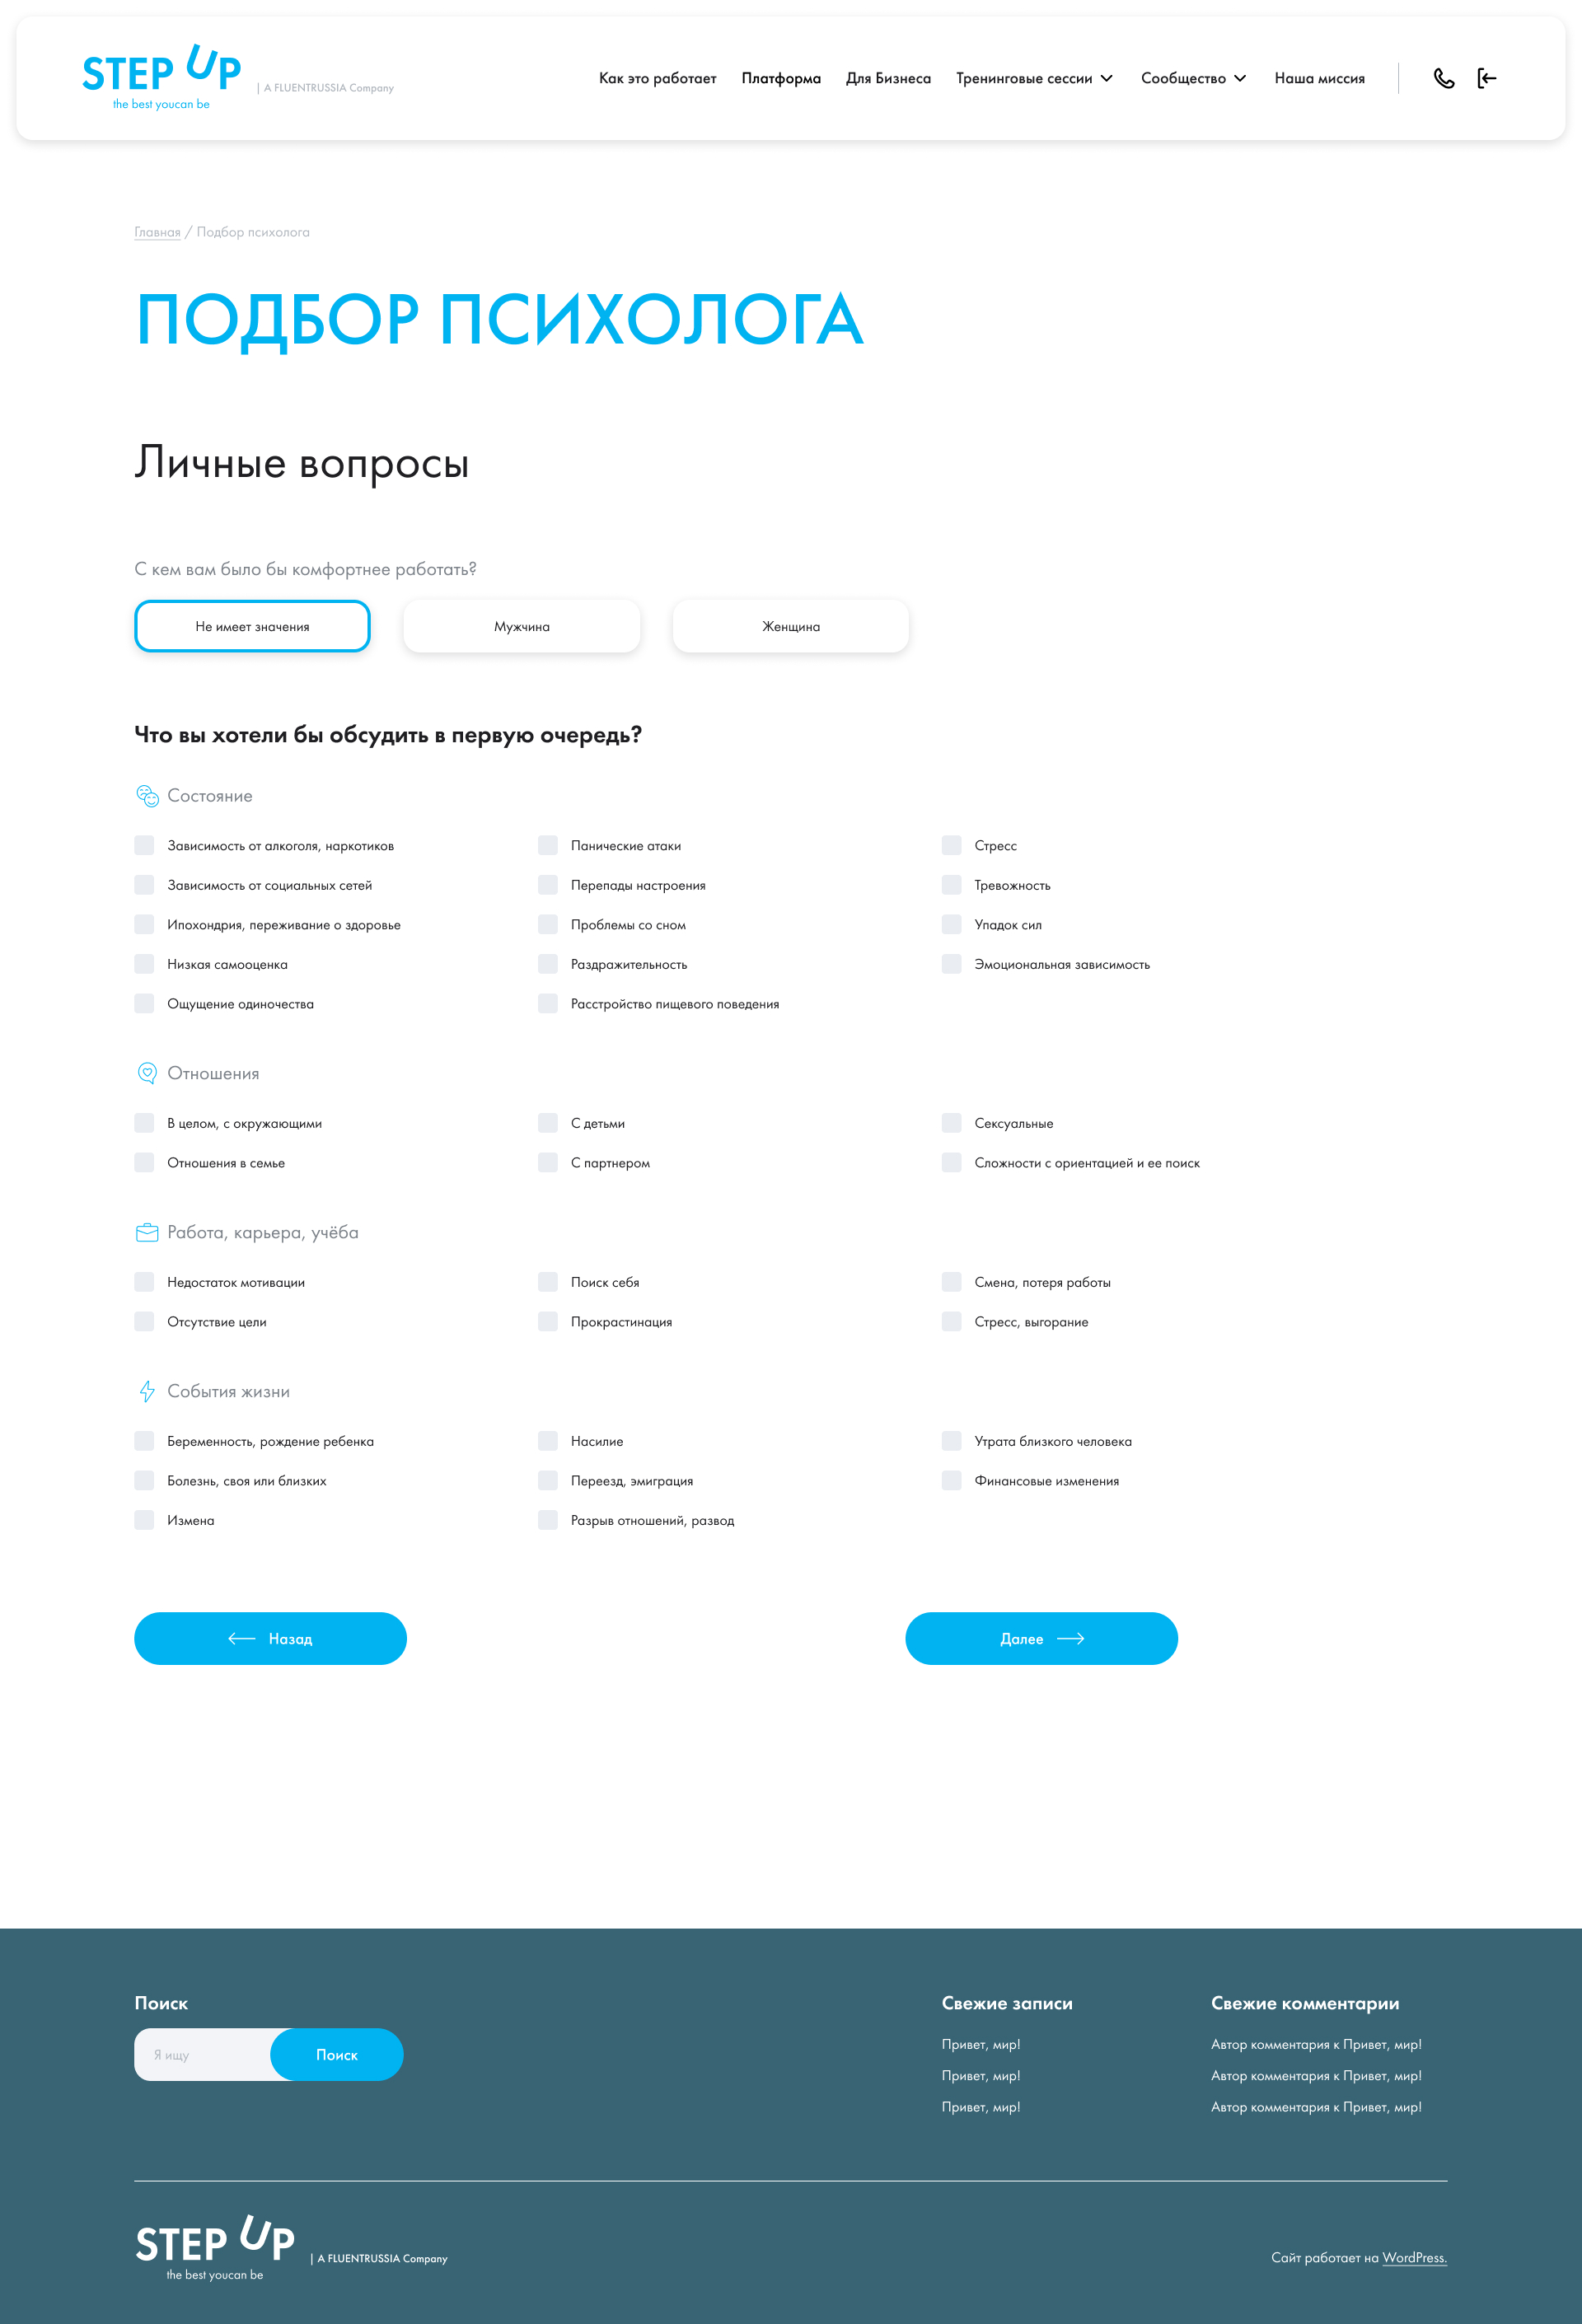 STEP UP
the best youcan be
| A FLUENTRUSSIA Company
Как это работает
Платформа
Для Бизнеса
Тренинговые сессии
Сообщество
Наша миссия
Главная / Подбор психолога
ПОДБОР ПСИХОЛОГА
Личные вопросы
С кем вам было бы комфортнее работать?
Не имеет значения
Мужчина
Женщина
Что вы хотели бы обсудить в первую очередь?
Состояние
Зависимость от алкоголя, наркотиков
Зависимость от социальных сетей
Ипохондрия, переживание о здоровье
Низкая самооценка
Ощущение одиночества
Панические атаки
Перепады настроения
Проблемы со сном
Раздражительность
Расстройство пищевого поведения
Стресс
Тревожность
Упадок сил
Эмоциональная зависимость
Отношения
В целом, с окружающими
Отношения в семье
С детьми
С партнером
Сексуальные
Сложности с ориентацией и ее поиск
Работа, карьера, учёба
Недостаток мотивации
Отсутствие цели
Поиск себя
Прокрастинация
Смена, потеря работы
Стресс, выгорание
События жизни
Беременность, рождение ребенка
Болезнь, своя или близких
Измена
Насилие
Переезд, эмиграция
Разрыв отношений, развод
Утрата близкого человека
Финансовые изменения
Назад
Далее
Поиск
Я ищу
Поиск
Свежие записи
Привет, мир!
Привет, мир!
Привет, мир!
Свежие комментарии
Автор комментария к Привет, мир!
Автор комментария к Привет, мир!
Автор комментария к Привет, мир!
STEP UP
the best youcan be
| A FLUENTRUSSIA Company
Сайт работает на WordPress.